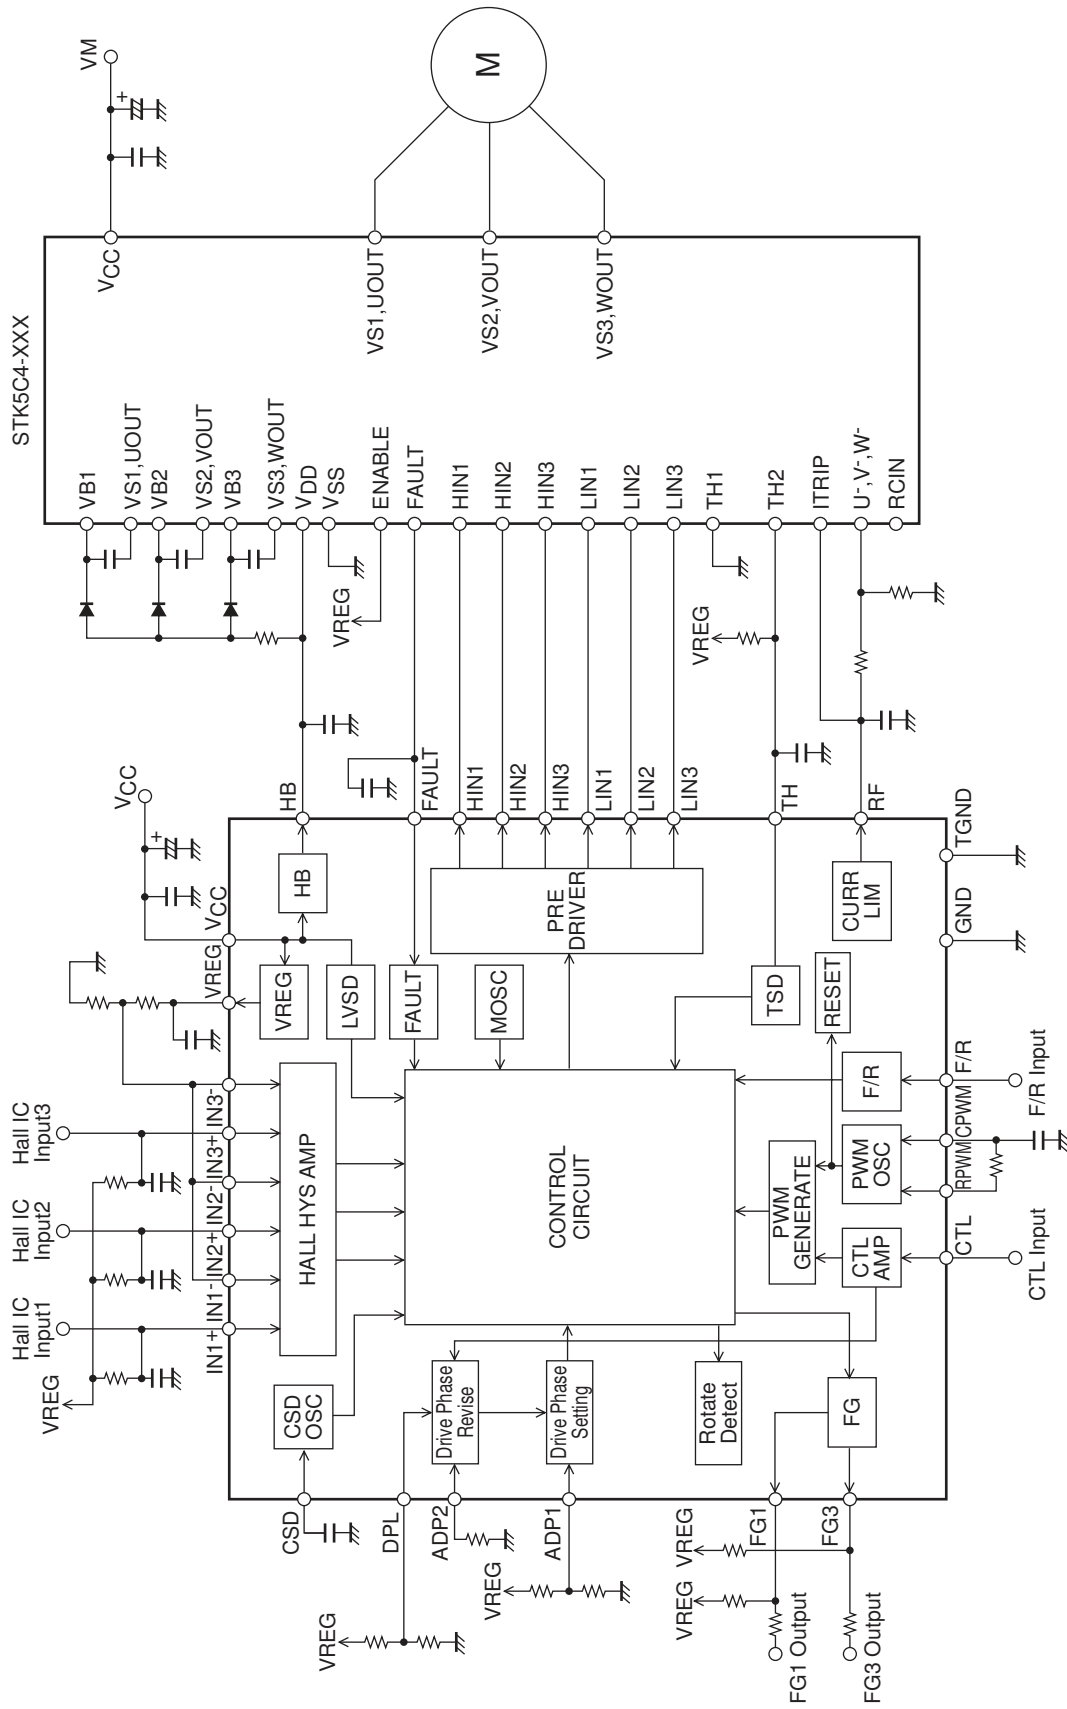 STK5C4-XXX
VM
VCC
VB1
VS1,UOUT
VB2
VS2,VOUT
VB3
VS3,WOUT
VDD
VSS
ENABLE
FAULT
HIN1
HIN2
HIN3
LIN1
LIN2
LIN3
TH1
TH2
ITRIP
U-,V-,W-
RCIN
VS1,UOUT
VS2,VOUT
VS3,WOUT
M
VREG
VREG
VCC
+
+
HB
FAULT
HIN1
HIN2
HIN3
LIN1
LIN2
LIN3
TH
RF
VCC
VREG
HB
VREG
LVSD
FAULT
MOSC
PRE
DRIVER
TSD
CURR
LIM
RESET
GND
TGND
Hall IC
Input1
Hall IC
Input2
Hall IC
Input3
VREG
IN1+
IN1-
IN2+
IN2-
IN3+
IN3-
HALL HYS AMP
CONTROL
CIRCUIT
PWM
GENERATE
CTL
AMP
PWM
OSC
F/R
CTL
RPWM
CPWM
F/R
CTL Input
F/R Input
CSD
OSC
Drive Phase
Revise
Drive Phase
Setting
Rotate
Detect
FG
CSD
DPL
ADP2
ADP1
FG1
FG3
VREG
VREG
VREG
VREG
FG1 Output
FG3 Output